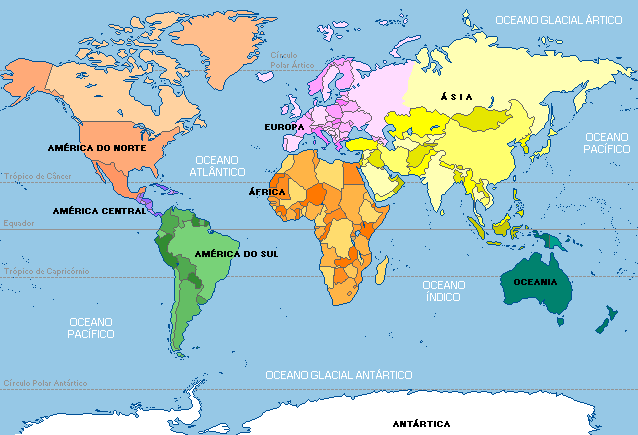 OCEANO GLACIAL ÁRTICO
Círculo
Polar Ártico
ÁSIA
EUROPA
OCEANO
PACÍFICO
AMÉRICA DO NORTE
OCEANO
ATLÂNTICO
Trópico de Câncer
ÁFRICA
AMÉRICA CENTRAL
Equador
AMÉRICA DO SUL
Trópico de Capricórnio
OCEANIA
OCEANO
ÍNDICO
OCEANO
PACÍFICO
OCEANO GLACIAL ANTÁRTICO
Círculo Polar Antártico
ANTÁRTICA